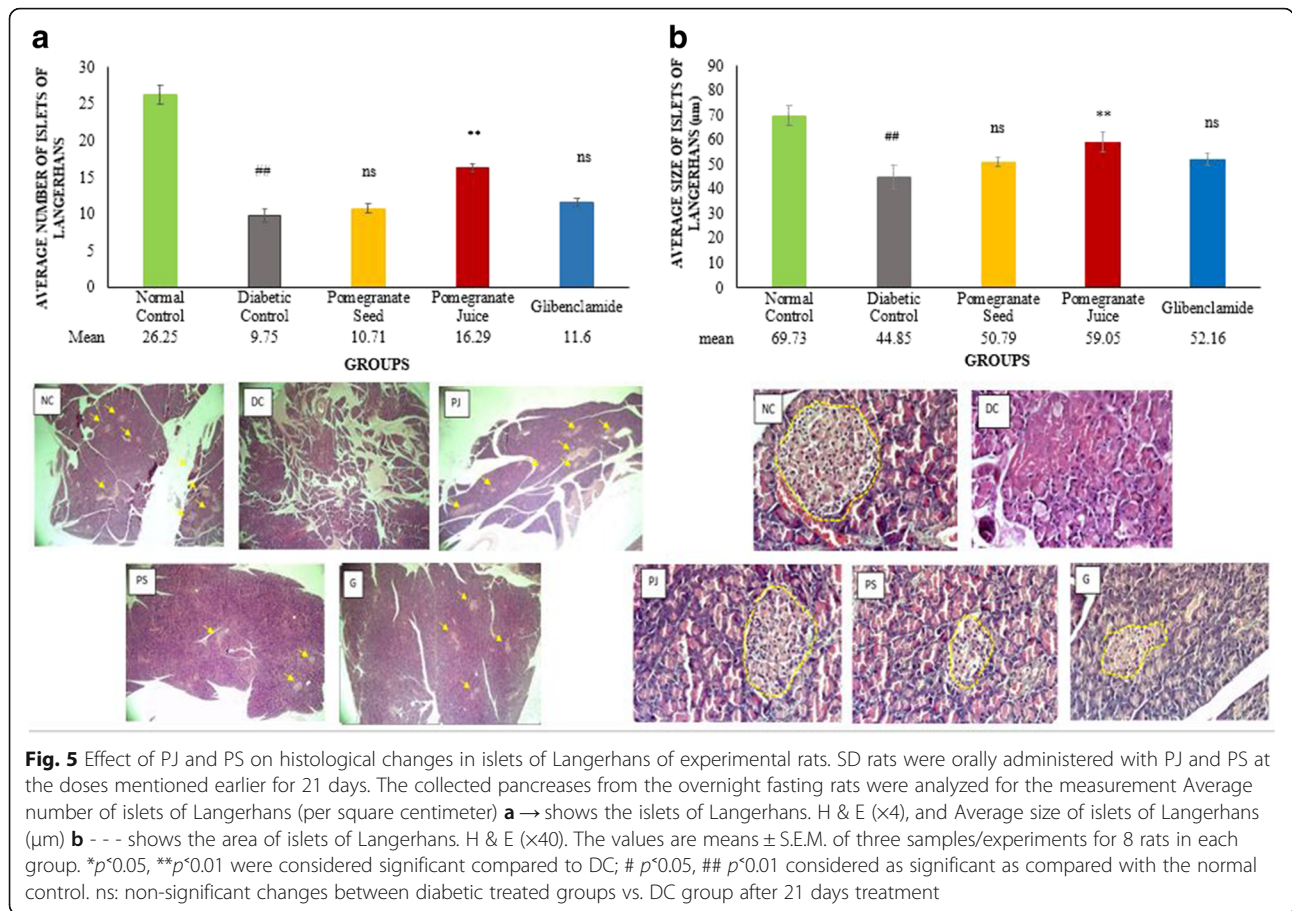 a
AVERAGE NUMBER OF ISLETS OF
LANGERHANS
30
25
20
15
10
5
0
##
ns
**
ns
Normal Control
Diabetic Control
Pomegranate Seed
Pomegranate Juice
Glibenclamide
Mean 26.25 9.75 10.71 16.29 11.6
GROUPS
b
AVERAGE SIZE OF ISLETS OF
LANGERHANS (µm)
90
80
70
60
50
40
30
20
10
0
##
ns
**
ns
Normal Control
Diabetic Control
Pomegranate Seed
Pomegranate Juice
Glibenclamide
mean 69.73 44.85 50.79 59.05 52.16
GROUPS
NC
DC
PJ
PS
G
NC
DC
PJ
PS
G
Fig. 5 Effect of PJ and PS on histological changes in islets of Langerhans of experimental rats. SD rats were orally administered with PJ and PS at
the doses mentioned earlier for 21 days. The collected pancreases from the overnight fasting rats were analyzed for the measurement Average
number of islets of Langerhans (per square centimeter) a → shows the islets of Langerhans. H & E (×4), and Average size of islets of Langerhans
(μm) b - - - shows the area of islets of Langerhans. H & E (×40). The values are means ± S.E.M. of three samples/experiments for 8 rats in each
group. *p˂0.05, **p˂0.01 were considered significant compared to DC; # p˂0.05, ## p˂0.01 considered as significant as compared with the normal
control. ns: non-significant changes between diabetic treated groups vs. DC group after 21 days treatment